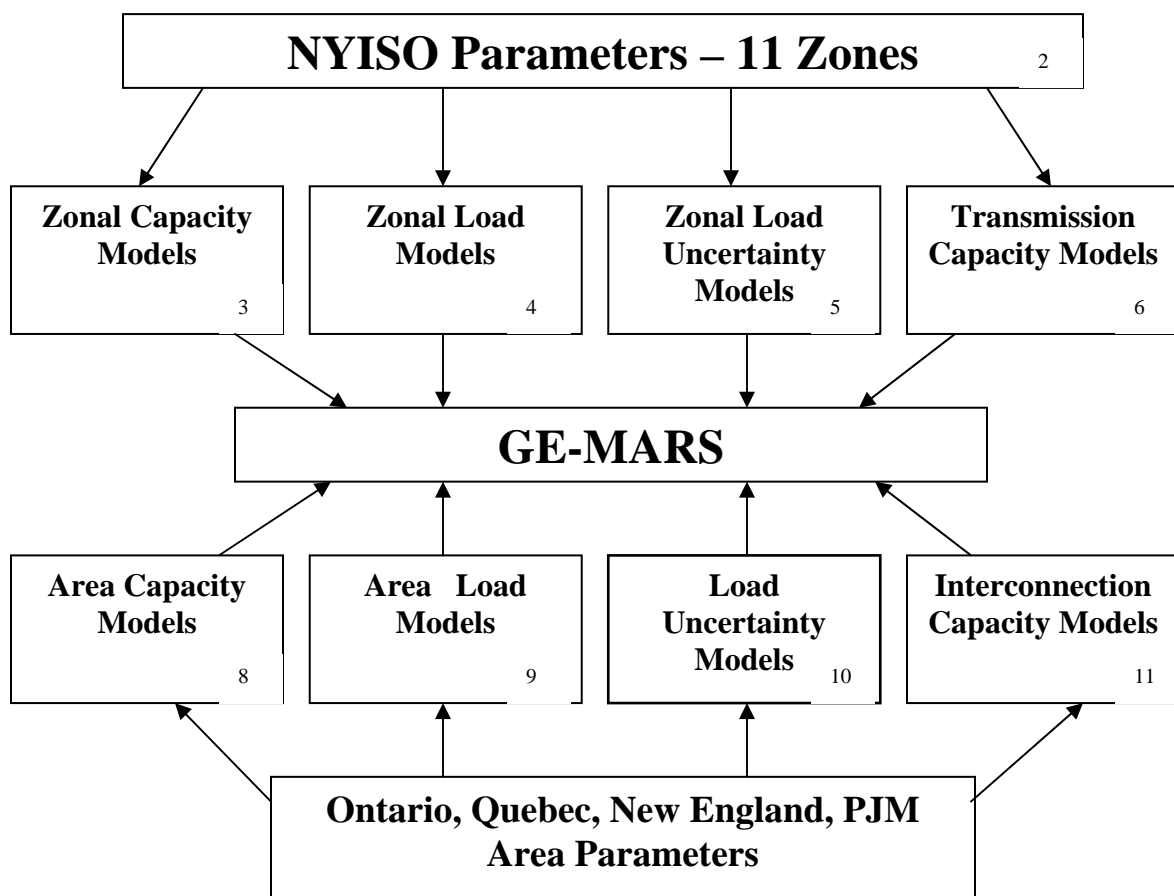 NYISO Parameters – 11 Zones
2
Zonal Capacity
Models
3
Zonal Load
Models
4
Zonal Load
Uncertainty
Models
5
Transmission
Capacity Models
6
GE-MARS
Area Capacity
Models
8
Area Load
Models
9
Load
Uncertainty
Models
10
Interconnection
Capacity Models
11
Ontario, Quebec, New England, PJM
Area Parameters